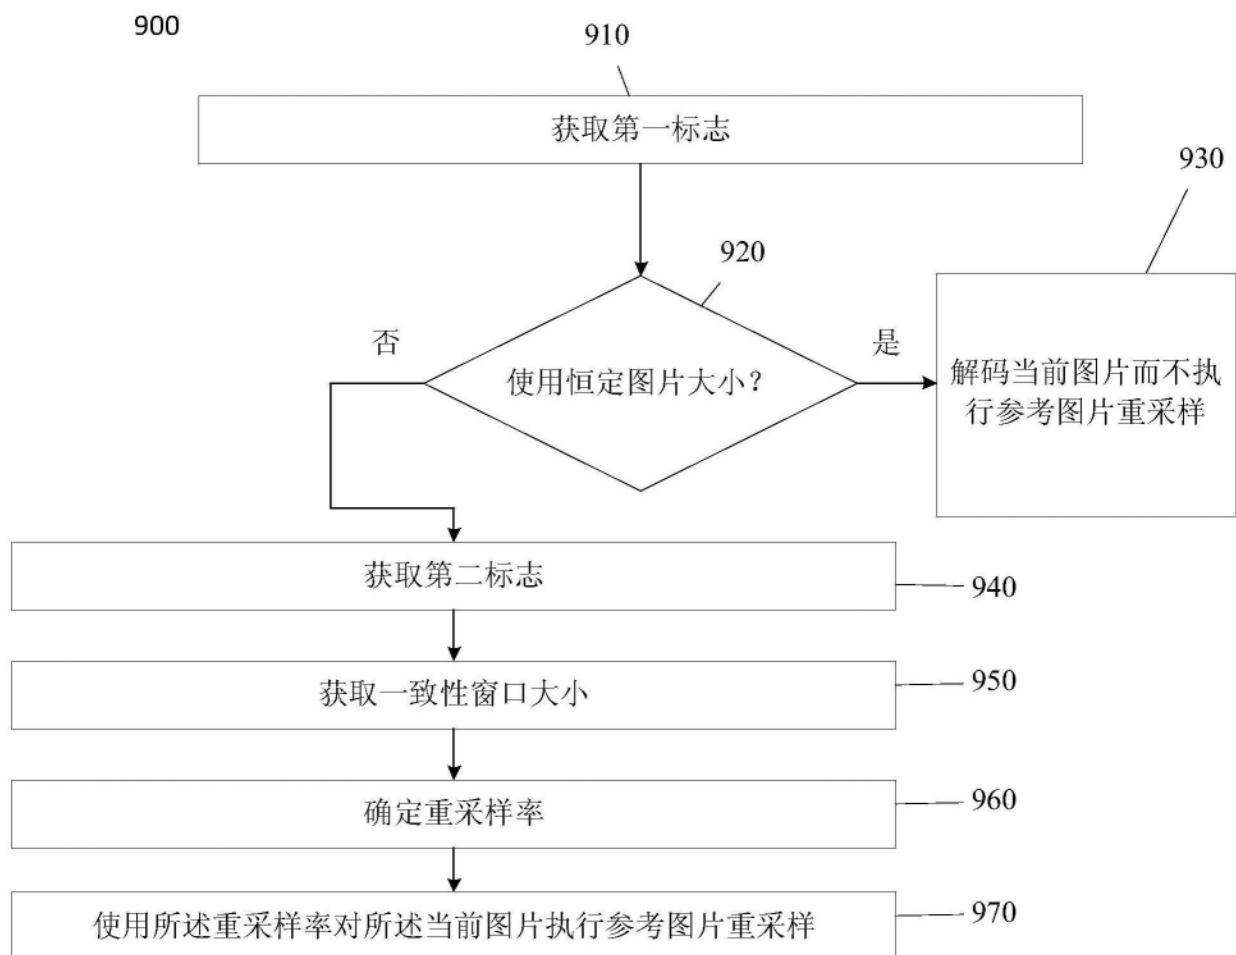 900
910
获取第一标志
930
920
否
是
使用恒定图片大小?
解码当前图片而不执
行参考图片重采样
获取第二标志
940
获取一致性窗口大小
950
确定重采样率
960
使用所述重采样率对所述当前图片执行参考图片重采样
970